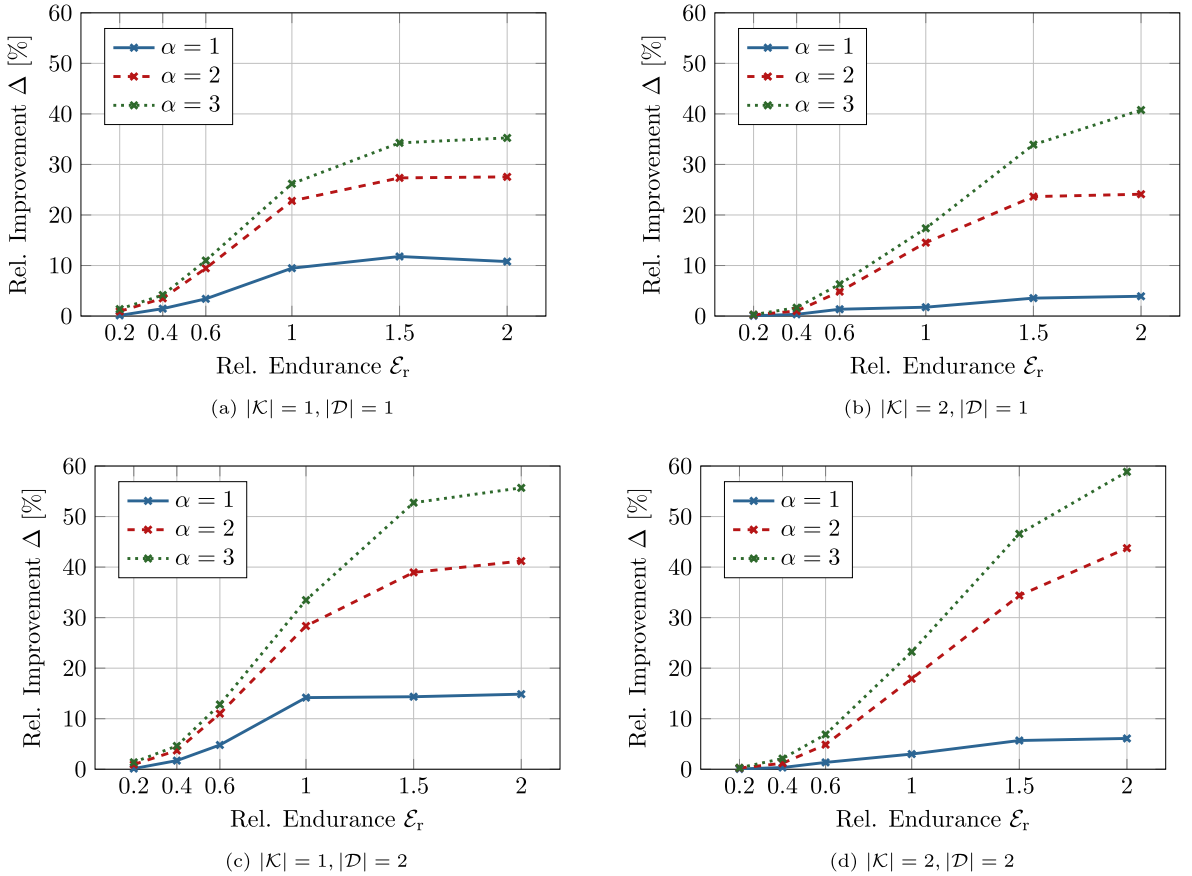 60
50
40
30
20
10
0
Rel. Improvement Δ [%]
α = 1
α = 2
α = 3
0.2 0.4 0.6 1 1.5 2
Rel. Endurance ℰr
(a) |𝒦| = 1, |𝒟| = 1
60
50
40
30
20
10
0
Rel. Improvement Δ [%]
α = 1
α = 2
α = 3
0.2 0.4 0.6 1 1.5 2
Rel. Endurance ℰr
(b) |𝒦| = 2, |𝒟| = 1
60
50
40
30
20
10
0
Rel. Improvement Δ [%]
α = 1
α = 2
α = 3
0.2 0.4 0.6 1 1.5 2
Rel. Endurance ℰr
(c) |𝒦| = 1, |𝒟| = 2
60
50
40
30
20
10
0
Rel. Improvement Δ [%]
α = 1
α = 2
α = 3
0.2 0.4 0.6 1 1.5 2
Rel. Endurance ℰr
(d) |𝒦| = 2, |𝒟| = 2